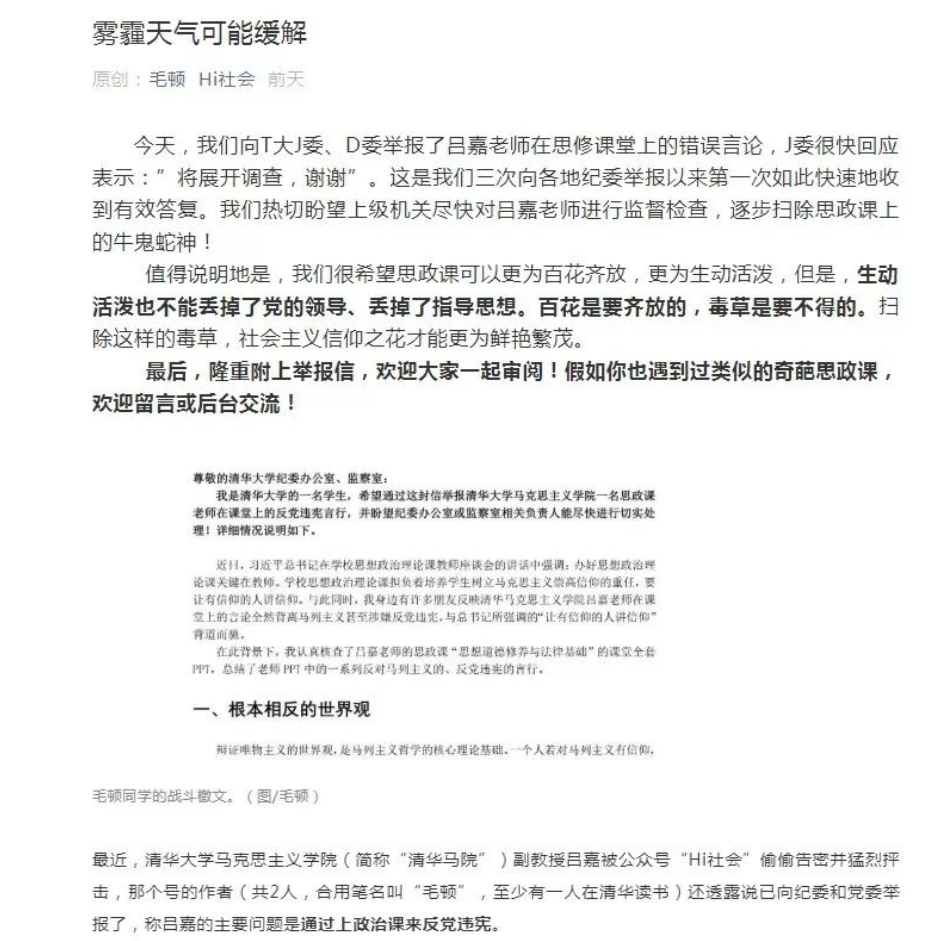 雾霾天气可能缓解
原创：毛顿 Hi社会 前天
今天，我们向T大J委、D委举报了吕嘉老师在思修课堂上的错误言论，J委很快回应
表示：”将展开调查，谢谢”。这是我们三次向各地纪委举报以来第一次如此快速地收
到有效答复。我们热切盼望上级机关尽快对吕嘉老师进行监督检查，逐步扫除思政课上
的牛鬼蛇神！
值得说明地是，我们很希望思政课可以更为百花齐放，更为生动活泼，但是，生动
活泼也不能丢掉了党的领导、丢掉了指导思想。百花是要齐放的，毒草是要不得的。扫
除这样的毒草，社会主义信仰之花才能更为鲜艳繁茂。
最后，隆重附上举报信，欢迎大家一起审阅！假如你也遇到过类似的奇葩思政课，
欢迎留言或后台交流！
尊敬的清华大学纪委办公室、监察室：
我是清华大学的一名学生，希望通过这封信举报清华大学马克思主义学院一名思政课
老师在课堂上的反党违宪言行，并盼望纪委办公室或监察室相关负责人能尽快进行切实处
理！详细情况说明如下。
近日，习近平总书记在学校思想政治理论课教师座谈会的讲话中强调：办好思想政治理
论课关键在教师。学校思想政治理论课担负着培养学生树立马克思主义崇高信仰的重任，要
让有信仰的人讲信仰。与此同时，我身边有许多朋友反映清华马克思主义学院吕嘉老师在课
堂上的言论全然背离马列主义甚至涉嫌反党违宪，与总书记所强调的“让有信仰的人讲信仰”
背道而驰。
在此背景下，我认真核查了吕嘉老师的思政课“思想道德修养与法律基础”的课堂全套
PPT，总结了老师 PPT 中的一系列反对马列主义的、反党违宪的言行。
一、根本相反的世界观
辩证唯物主义的世界观，是马列主义哲学的核心理论基础。一个人若对马列主义有信仰，
毛顿同学的战斗檄文。（图/毛顿）
最近，清华大学马克思主义学院（简称“清华马院”）副教授吕嘉被公众号“Hi社会”偷偷告密并猛烈抨
击，那个号的作者（共2人，合用笔名叫“毛顿”，至少有一人在清华读书）还透露说已向纪委和党委举
报了，称吕嘉的主要问题是通过上政治课来反党违宪。